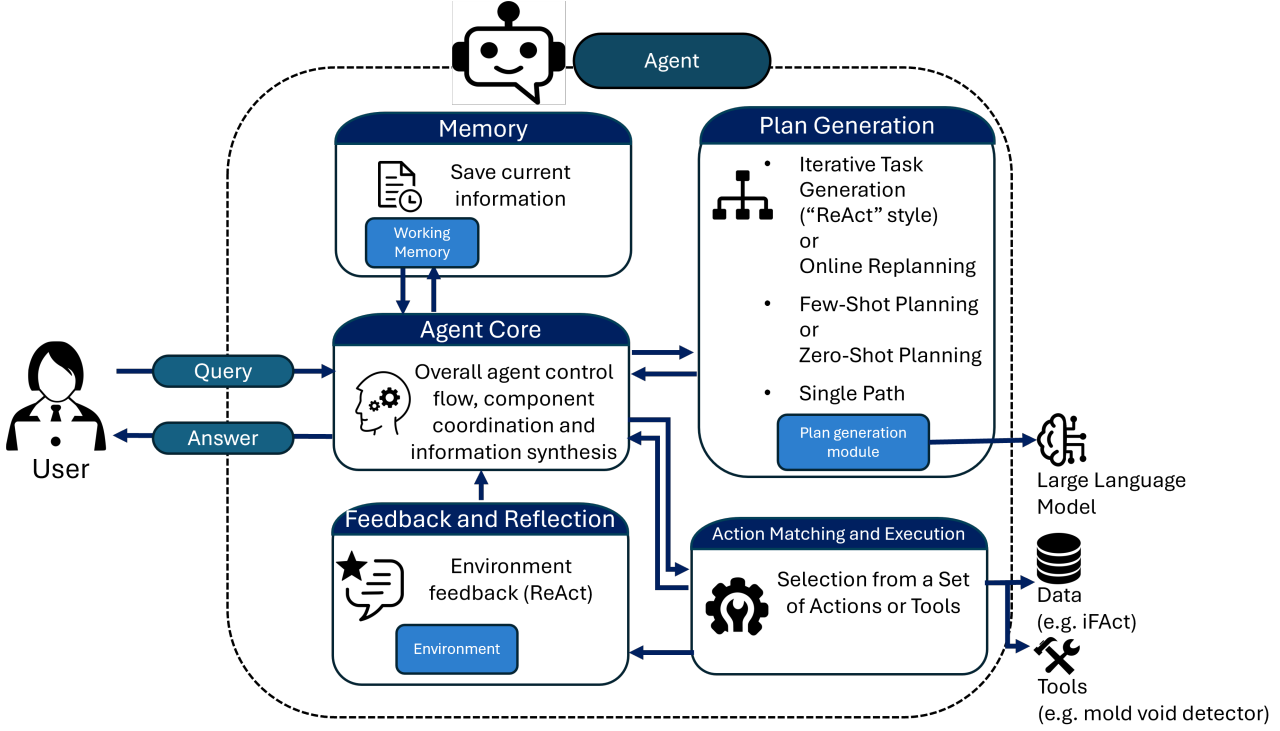 Agent
Memory
Save current
information
Working
Memory
Plan Generation
• Iterative Task
Generation
(“ReAct” style)
or
Online Replanning
• Few-Shot Planning
or
Zero-Shot Planning
• Single Path
Plan generation
module
Agent Core
Overall agent control
flow, component
coordination and
information synthesis
Query
Answer
User
Large Language
Model
Feedback and Reflection
Environment
feedback (ReAct)
Environment
Action Matching and Execution
Selection from a Set
of Actions or Tools
Data
(e.g. iFAct)
Tools
(e.g. mold void detector)